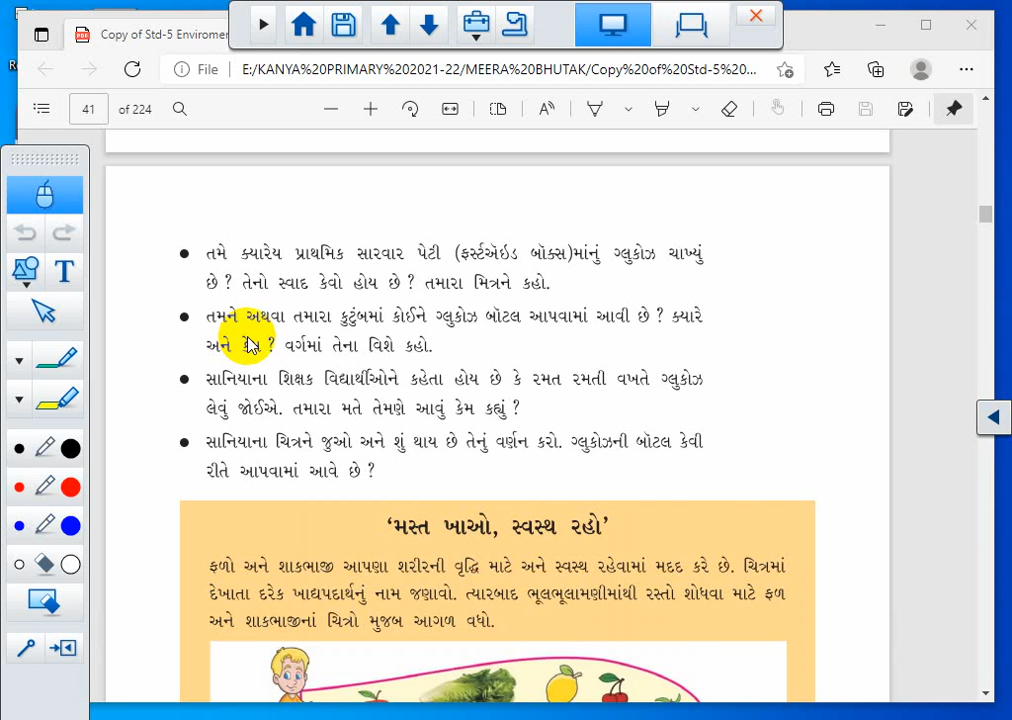 Copy of Std-5 Enviromer
File
E:/KANYA%20PRIMARY%202021-22/MEERA%20BHUTAK/Copy%20of%20Std-5%20...
41 of 224
તમે ક્યારેય પ્રાથમિક સારવાર પેટી (ફર્સ્ટએઇડ બૉક્સ)માંનું ગ્લુકોઝ ચાખ્યું
છે ? તેનો સ્વાદ કેવો હોય છે ? તમારા મિત્રને કહો.
તમને અથવા તમારા કુટુંબમાં કોઈને ગ્લુકોઝ બૉટલ આપવામાં આવી છે ? ક્યારે
અને ? વર્ગમાં તેના વિશે કહો.
સાનિયાના શિક્ષક વિદ્યાર્થીઓને કહેતા હોય છે કે રમત રમતી વખતે ગ્લુકોઝ
લેવું જોઈએ. તમારા મતે તેમણે આવું કેમ કહ્યું ?
સાનિયાના ચિત્રને જુઓ અને શું થાય છે તેનું વર્ણન કરો. ગ્લુકોઝની બૉટલ કેવી
રીતે આપવામાં આવે છે ?
‘મસ્ત ખાઓ, સ્વસ્થ રહો’
ફળો અને શાકભાજી આપણા શરીરની વૃદ્ધિ માટે અને સ્વસ્થ રહેવામાં મદદ કરે છે. ચિત્રમાં
દેખાતા દરેક ખાદ્યપદાર્થનું નામ જણાવો. ત્યારબાદ ભૂલભૂલામણીમાંથી રસ્તો શોધવા માટે ફળ
અને શાકભાજીનાં ચિત્રો મુજબ આગળ વધો.